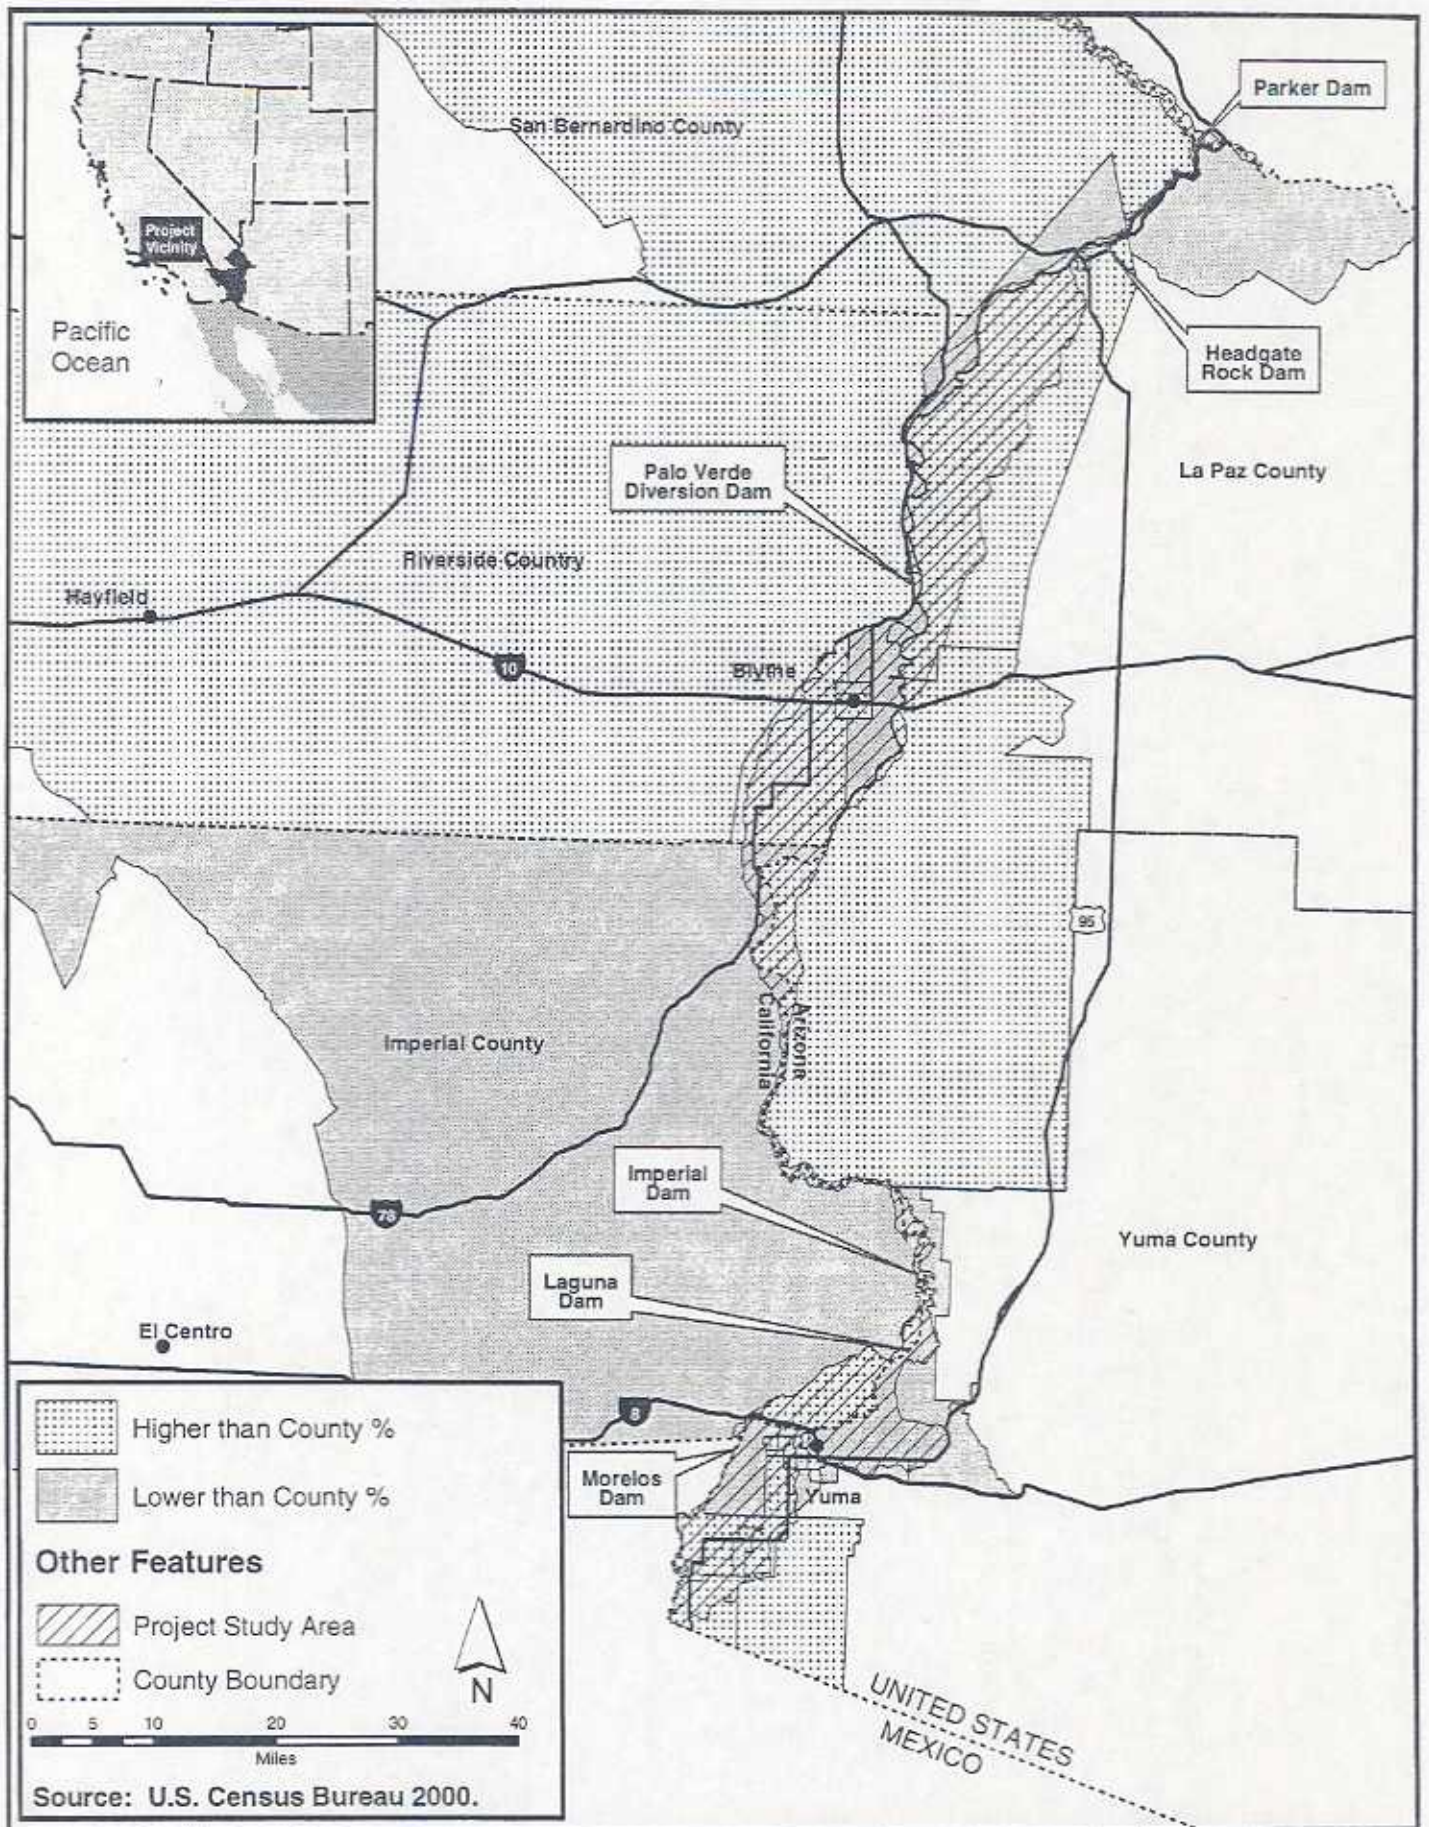 Parker Dam
San Bernardino County
Project
Vicinity
Pacific
Ocean
Headgate
Rock Dam
La Paz County
Palo Verde
Diversion Dam
Riverside Country
Hayfield
10
Blythe
95
Arizona
California
Imperial County
Imperial
Dam
78
Yuma County
Laguna
Dam
El Centro
8
Morelos
Dam
Yuma
Higher than County %
Lower than County %
Other Features
Project Study Area
County Boundary
N
0 5 10 20 30 40
Miles
Source: U.S. Census Bureau 2000.
UNITED STATES
MEXICO